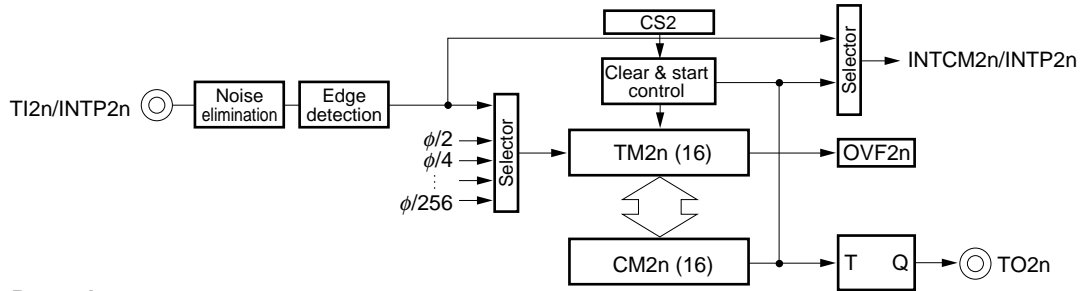 CS2
Selector
INTCM2n/INTP2n
Clear & start
control
TI2n/INTP2n
Noise
elimination
Edge
detection
Selector
ϕ/2
ϕ/4
ϕ/256
TM2n (16)
OVF2n
CM2n (16)
T Q
TO2n